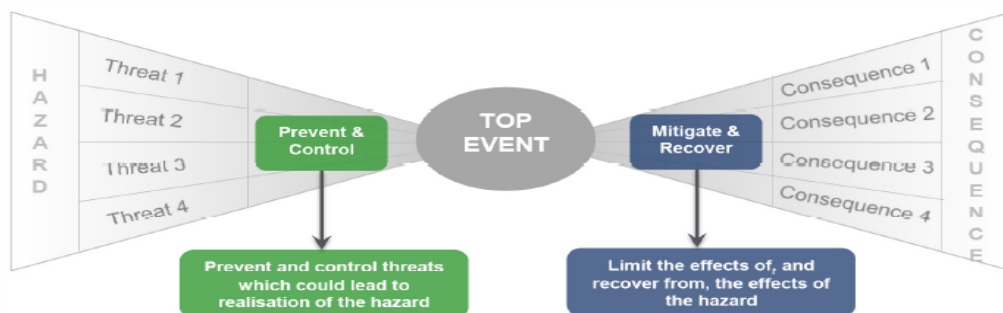 HAZARD
Threat 1
Threat 2
Threat 3
Threat 4
Prevent &
Control
TOP
EVENT
Mitigate &
Recover
Consequence 1
Consequence 2
Consequence 3
Consequence 4
CONSEQUENCE
Prevent and control threats
which could lead to
realisation of the hazard
Limit the effects of, and
recover from, the effects of
the hazard